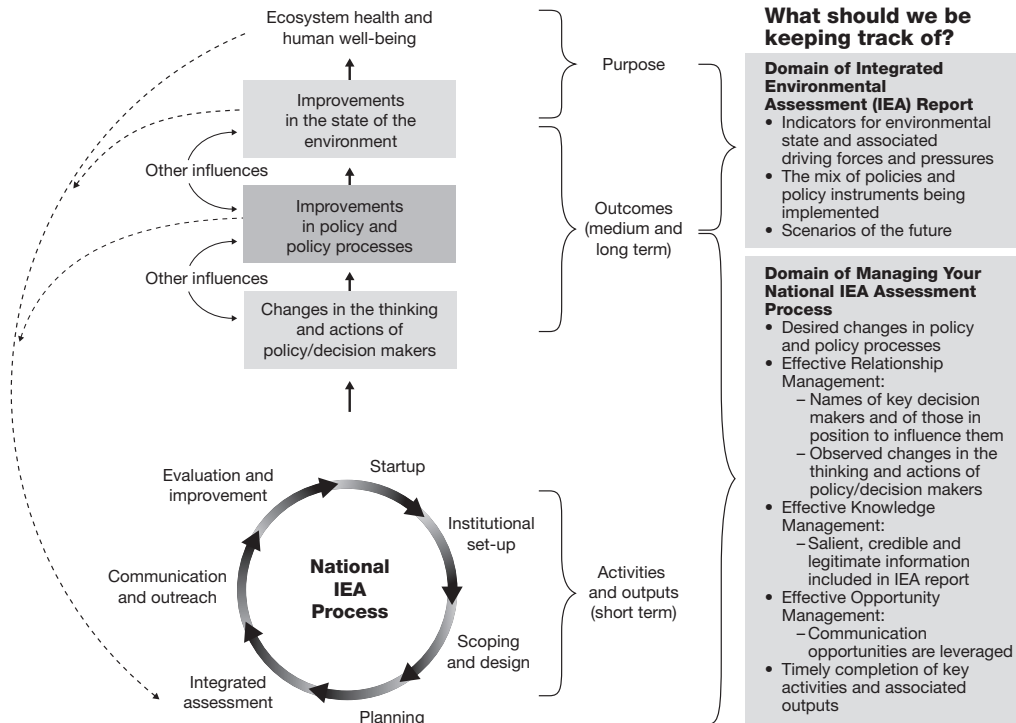 Ecosystem health and
human well-being
Improvements
in the state of the
environment
Other influences
Improvements
in policy and
policy processes
Other influences
Changes in the thinking
and actions of
policy/decision makers
Purpose
Outcomes
(medium and
long term)
Activities
and outputs
(short term)
Startup
Institutional
set-up
Scoping
and design
Planning
Integrated
assessment
Communication
and outreach
Evaluation and
improvement
National
IEA
Process
What should we be
keeping track of?
Domain of Integrated
Environmental
Assessment (IEA) Report
• Indicators for environmental
state and associated
driving forces and pressures
• The mix of policies and
policy instruments being
implemented
• Scenarios of the future
Domain of Managing Your
National IEA Assessment
Process
• Desired changes in policy
and policy processes
• Effective Relationship
Management:
– Names of key decision
makers and of those in
position to influence them
– Observed changes in the
thinking and actions of
policy/decision makers
• Effective Knowledge
Management:
– Salient, credible and
legitimate information
included in IEA report
• Effective Opportunity
Management:
– Communication
opportunities are leveraged
• Timely completion of key
activities and associated
outputs